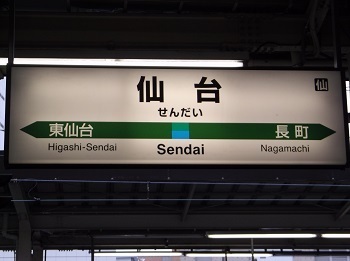 仙台
仙
せんだい
東仙台
長町
Higashi-Sendai
Sendai
Nagamachi